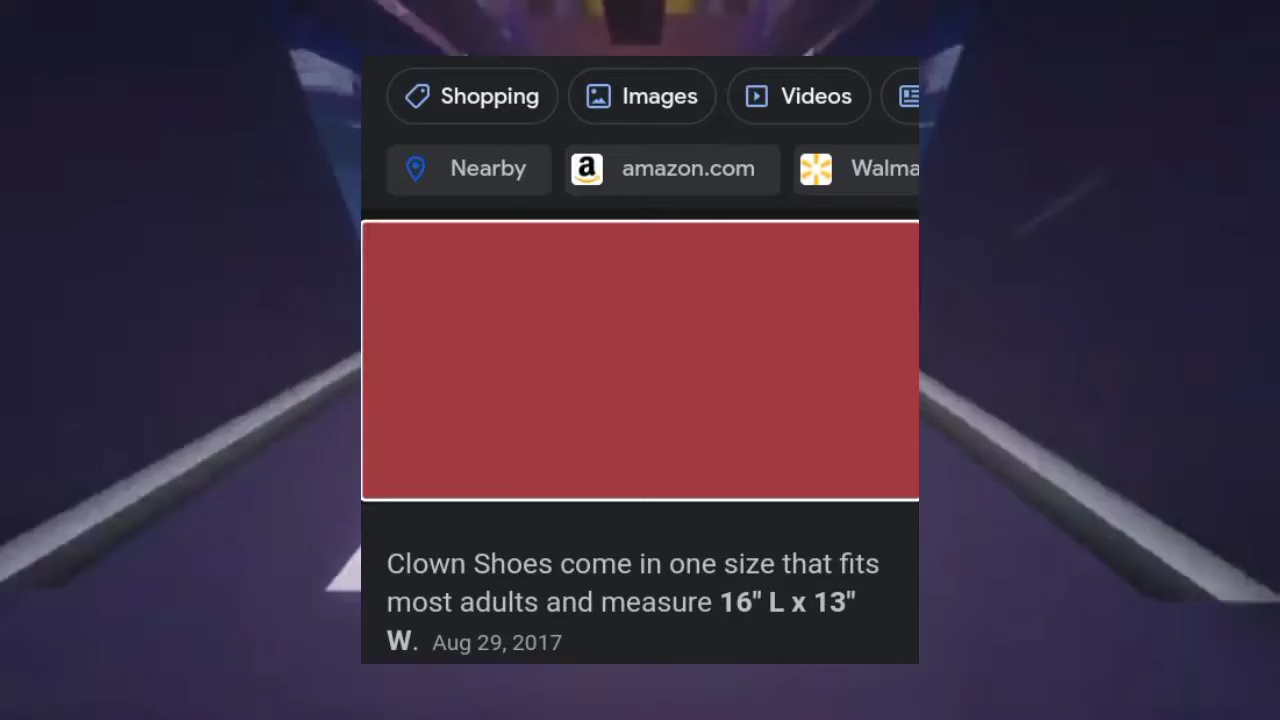 Shopping Images Videos
Nearby amazon.com Walma
Clown Shoes come in one size that fits
most adults and measure 16" L x 13"
W. Aug 29, 2017